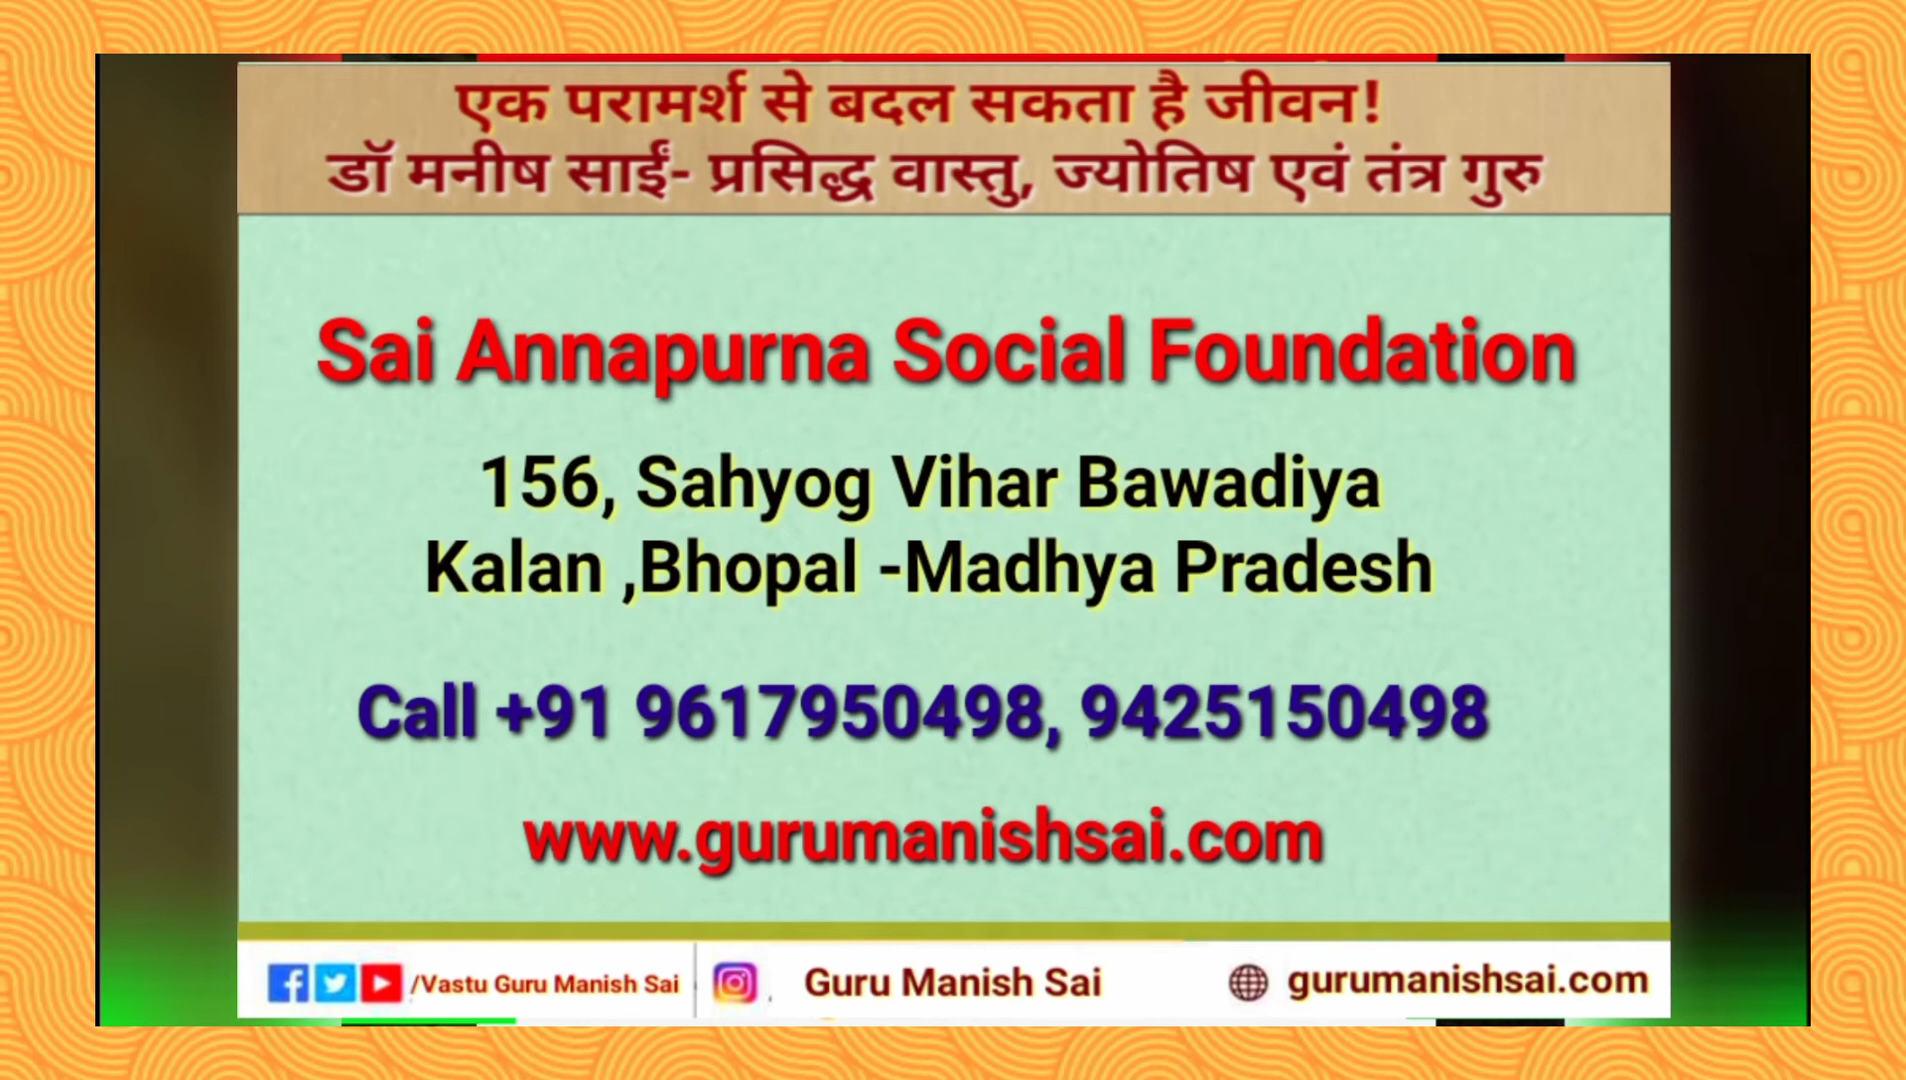 एक परामर्श से बदल सकता है जीवन!
डॉ मनीष साईं- प्रसिद्ध वास्तु, ज्योतिष एवं तंत्र गुरु
Sai Annapurna Social Foundation
156, Sahyog Vihar Bawadiya
Kalan ,Bhopal -Madhya Pradesh
Call +91 9617950498, 9425150498
www.gurumanishsai.com
/Vastu Guru Manish Sai Guru Manish Sai gurumanishsai.com